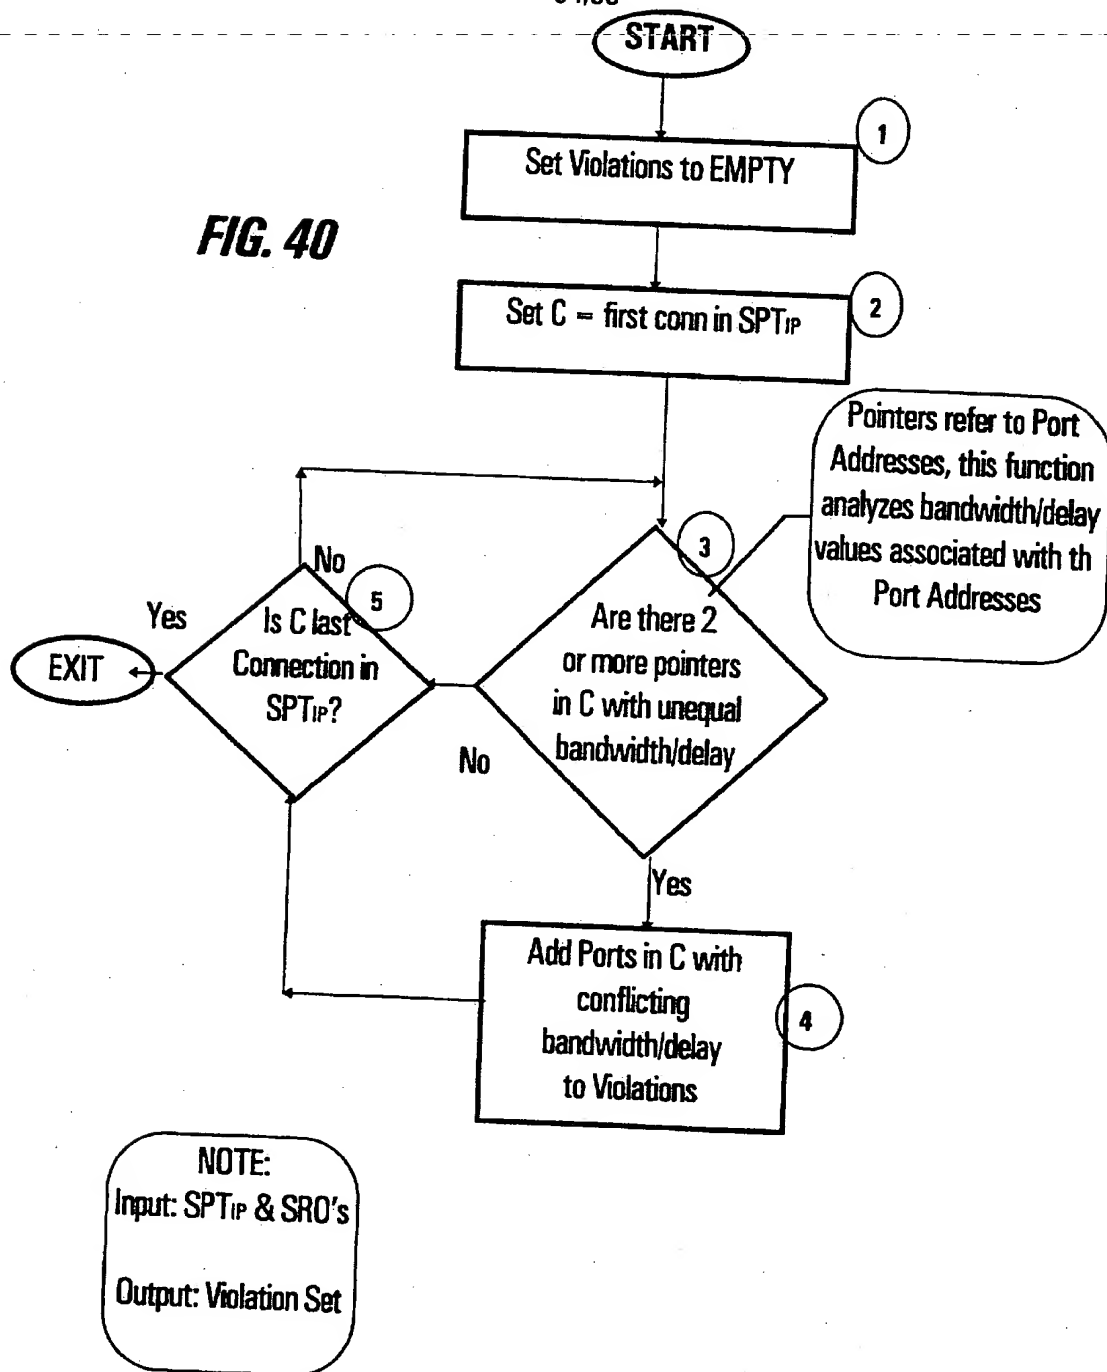 START
1
Set Violations to EMPTY
FIG. 40
2
Set C = first conn in SPTIP
Pointers refer to Port
Addresses, this function
analyzes bandwidth/delay
values associated with th
Port Addresses
3
Are there 2
or more pointers
in C with unequal
bandwidth/delay
No
5
Yes
Is C last
Connection in
SPTIP?
EXIT
No
Yes
Add Ports in C with
conflicting
bandwidth/delay
to Violations
4
NOTE:
Input: SPTIP & SRO's
Output: Violation Set